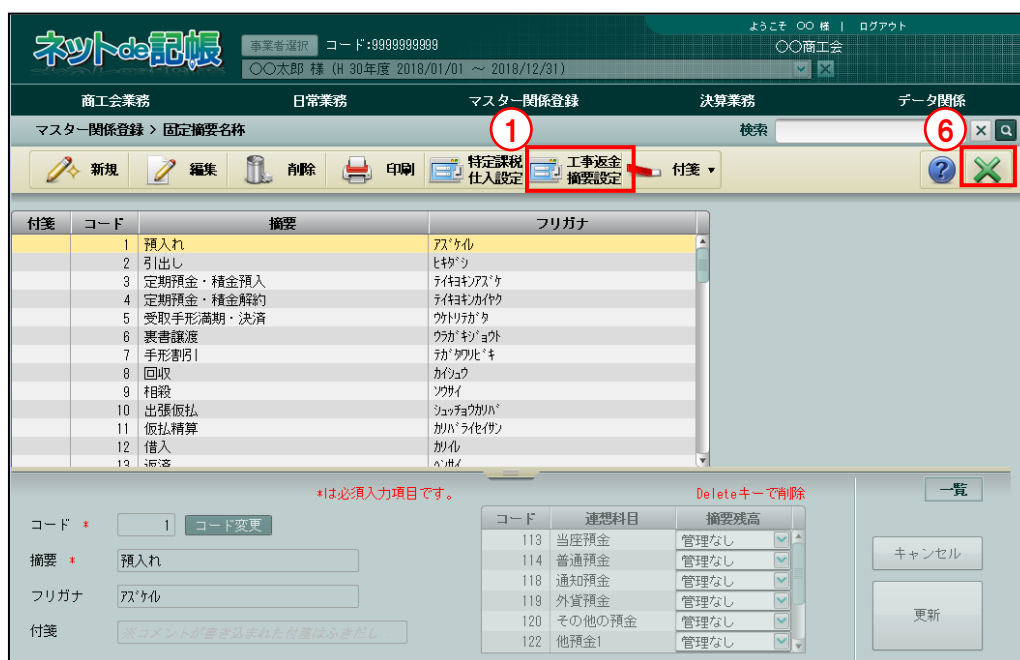 ようこそ 〇〇 様 | ログアウト
ネットde記帳
事業者選択 コード:9999999999
〇〇商工会
〇〇太郎 様 (H 30年度 2018/01/01 ～ 2018/12/31)
商工会業務 日常業務 マスター関係登録 決算業務 データ関係
マスター関係登録 > 固定摘要名称 1 検索 6
新規 編集 削除 印刷 特定課税仕入設定 工事返金摘要設定 付箋 ▼
付箋 コード 摘要 フリガナ
1 預入れ ｱｽﾞｹｲﾚ
2 引出し ﾋｷﾀﾞｼ
3 定期預金・積金預入 ﾃｲｷﾖｷﾝｱｽﾞｹ
4 定期預金・積金解約 ﾃｲｷﾖｷﾝｶｲﾔｸ
5 受取手形満期・決済 ｳｹﾄﾘﾃｶﾞﾀ
6 裏書譲渡 ｳﾗｶﾞｷｼﾞｮｳﾄ
7 手形割引 ﾃｶﾞﾀﾜﾘﾋﾞｷ
8 回収 ｶｲｼｭｳ
9 相殺 ｿｳｻｲ
10 出張仮払 ｼｭｯﾁｮｳｶﾘﾊﾞ
11 仮払精算 ｶﾘﾊﾞﾗｲｾｲｻﾝ
12 借入 ｶﾘｲﾚ
13 返済 ﾍﾝｻｲ
*は必須入力項目です。 Deleteキーで削除 一覧
コード * 1 コード変更
摘要 * 預入れ
フリガナ ｱｽﾞｹｲﾚ
付箋 ※コメントが書き込まれた付箋はふきだし
コード 連想科目 摘要残高
113 当座預金 管理なし
114 普通預金 管理なし
118 通知預金 管理なし
119 外貨預金 管理なし
120 その他の預金 管理なし
122 他預金1 管理なし
キャンセル
更新